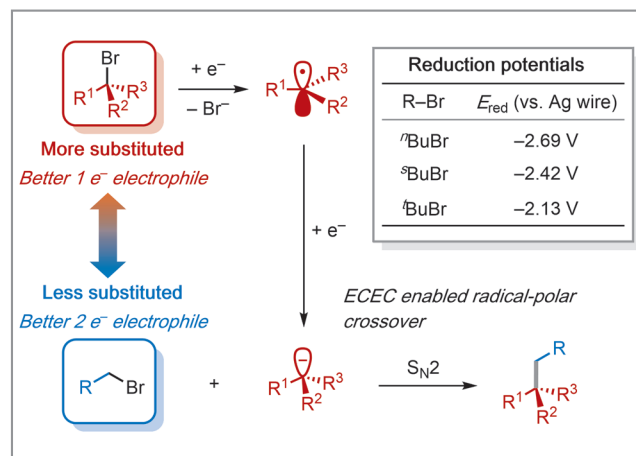 Br
R¹ R³
R²
+ e⁻
– Br⁻
R¹ R³
R²
More substituted
Better 1 e⁻ electrophile
Reduction potentials
R–Br E_red (vs. Ag wire)
ⁿBuBr –2.69 V
ˢBuBr –2.42 V
ᵗBuBr –2.13 V
+ e⁻
Less substituted
Better 2 e⁻ electrophile
ECEC enabled radical-polar
crossover
R Br
+
R¹ R³
R²
S_N2
R
R¹ R³
R²